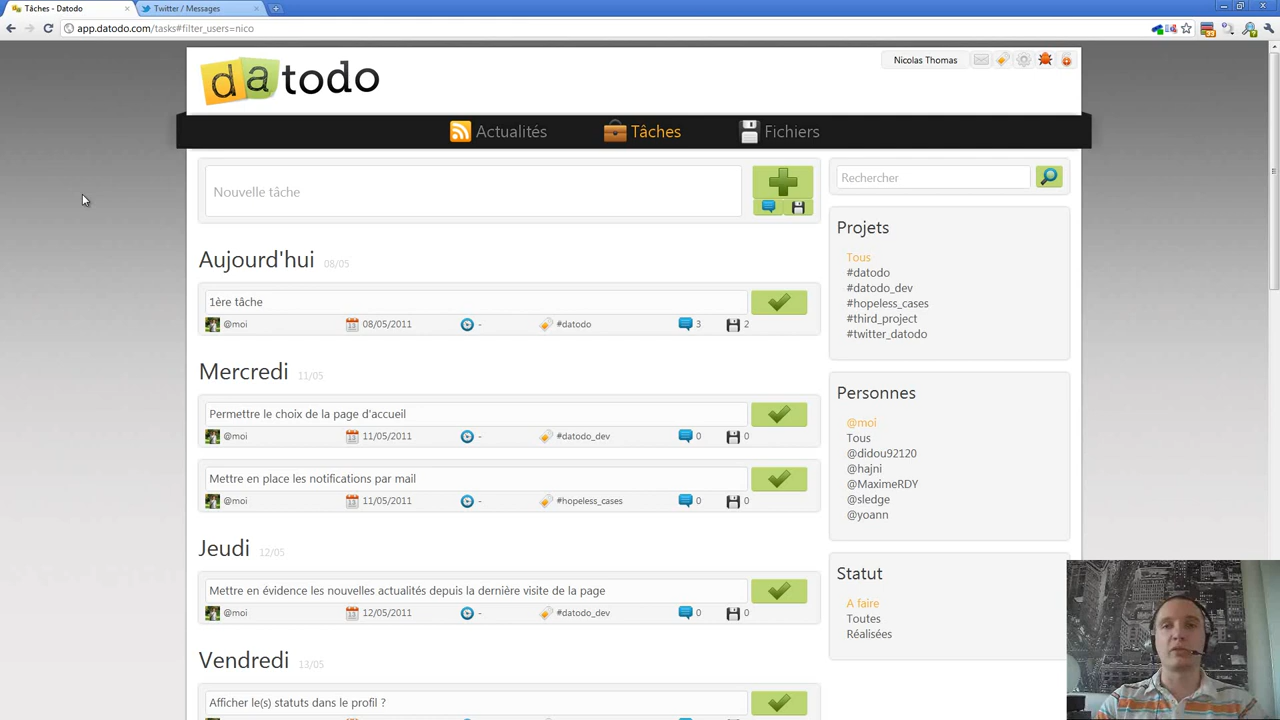 Tâches - Datodo
Twitter / Messages
app.datodo.com/tasks#filter_users=nico
datodo
Nicolas Thomas
Actualités
Tâches
Fichiers
Nouvelle tâche
Rechercher
Aujourd'hui 08/05
1ère tâche
@moi 08/05/2011 - #datodo 3 2
Mercredi 11/05
Permettre le choix de la page d'accueil
@moi 11/05/2011 - #datodo_dev 0 0
Mettre en place les notifications par mail
@moi 11/05/2011 - #hopeless_cases 0 0
Jeudi 12/05
Mettre en évidence les nouvelles actualités depuis la dernière visite de la page
@moi 12/05/2011 - #datodo_dev 0 0
Vendredi 13/05
Afficher le(s) statuts dans le profil ?
Projets
Tous
#datodo
#datodo_dev
#hopeless_cases
#third_project
#twitter_datodo
Personnes
@moi
Tous
@didou92120
@hajni
@MaximeRDY
@sledge
@yoann
Statut
A faire
Toutes
Réalisées